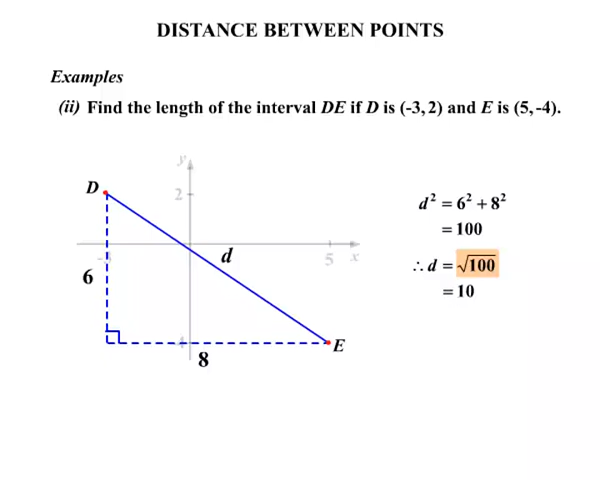 DISTANCE BETWEEN POINTS
Examples
(ii) Find the length of the interval DE if D is (-3, 2) and E is (5, -4).
y
D
2
d² = 6² + 8²
= 100
d
5 x
∴ d = √100
6
= 10
-4
E
8